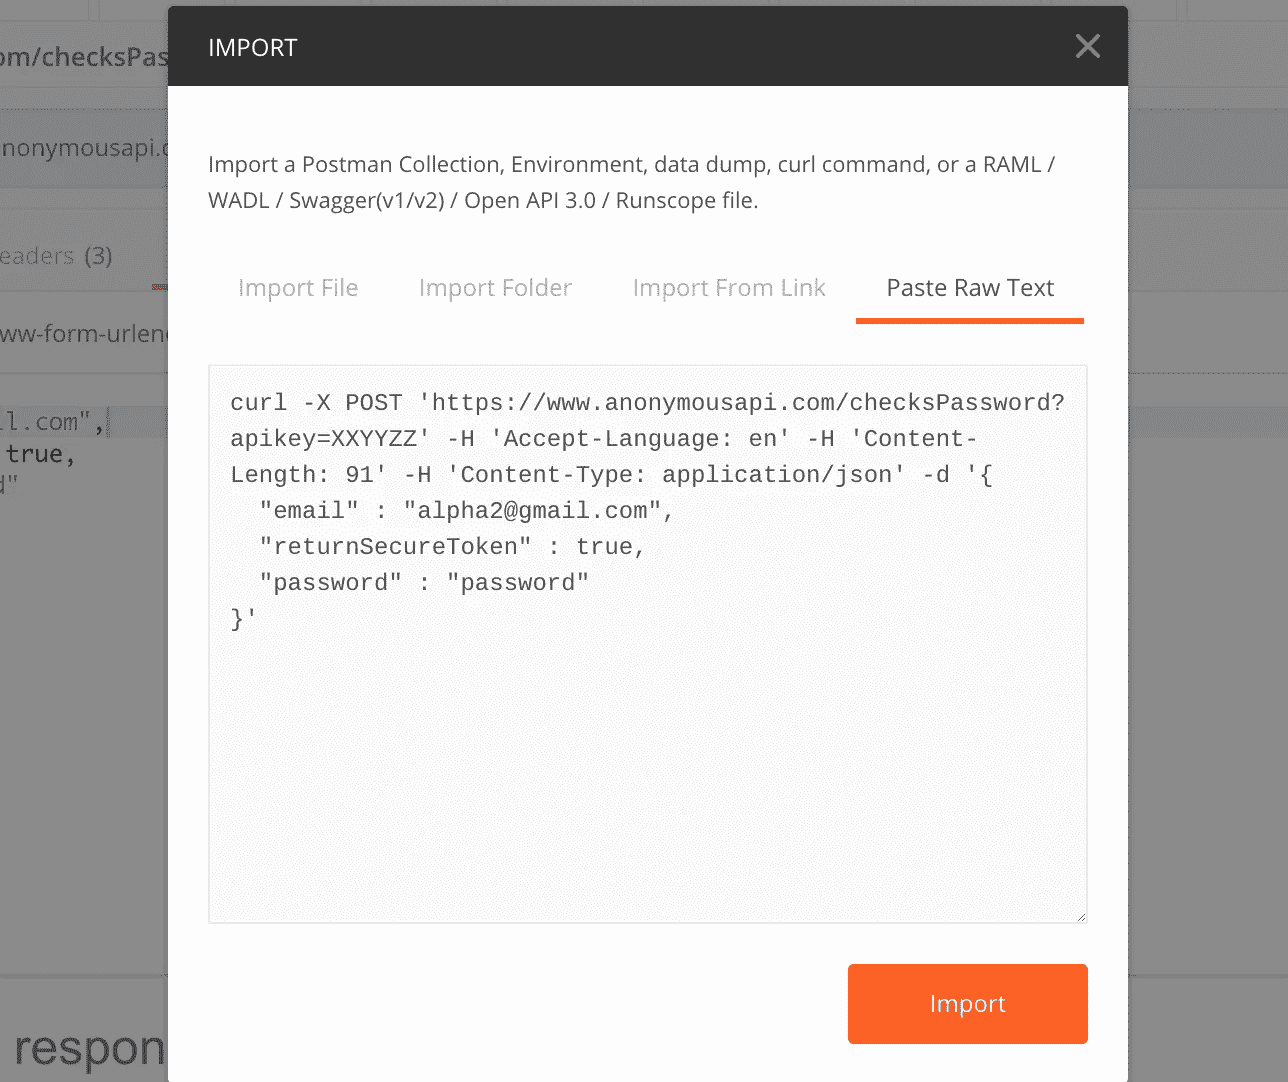 IMPORT
om/checksPas
Import a Postman Collection, Environment, data dump, curl command, or a RAML /
WADL / Swagger(v1/v2) / Open API 3.0 / Runscope file.
nonymousapi.c
eaders (3)
Import File Import Folder Import From Link Paste Raw Text
ww-form-urlen
curl -X POST 'https://www.anonymousapi.com/checksPassword?
apikey=XXYYZZ' -H 'Accept-Language: en' -H 'Content-
Length: 91' -H 'Content-Type: application/json' -d '{
"email" : "alpha2@gmail.com",
"returnSecureToken" : true,
"password" : "password"
}'
l.com",
true,
d"
Import
respon